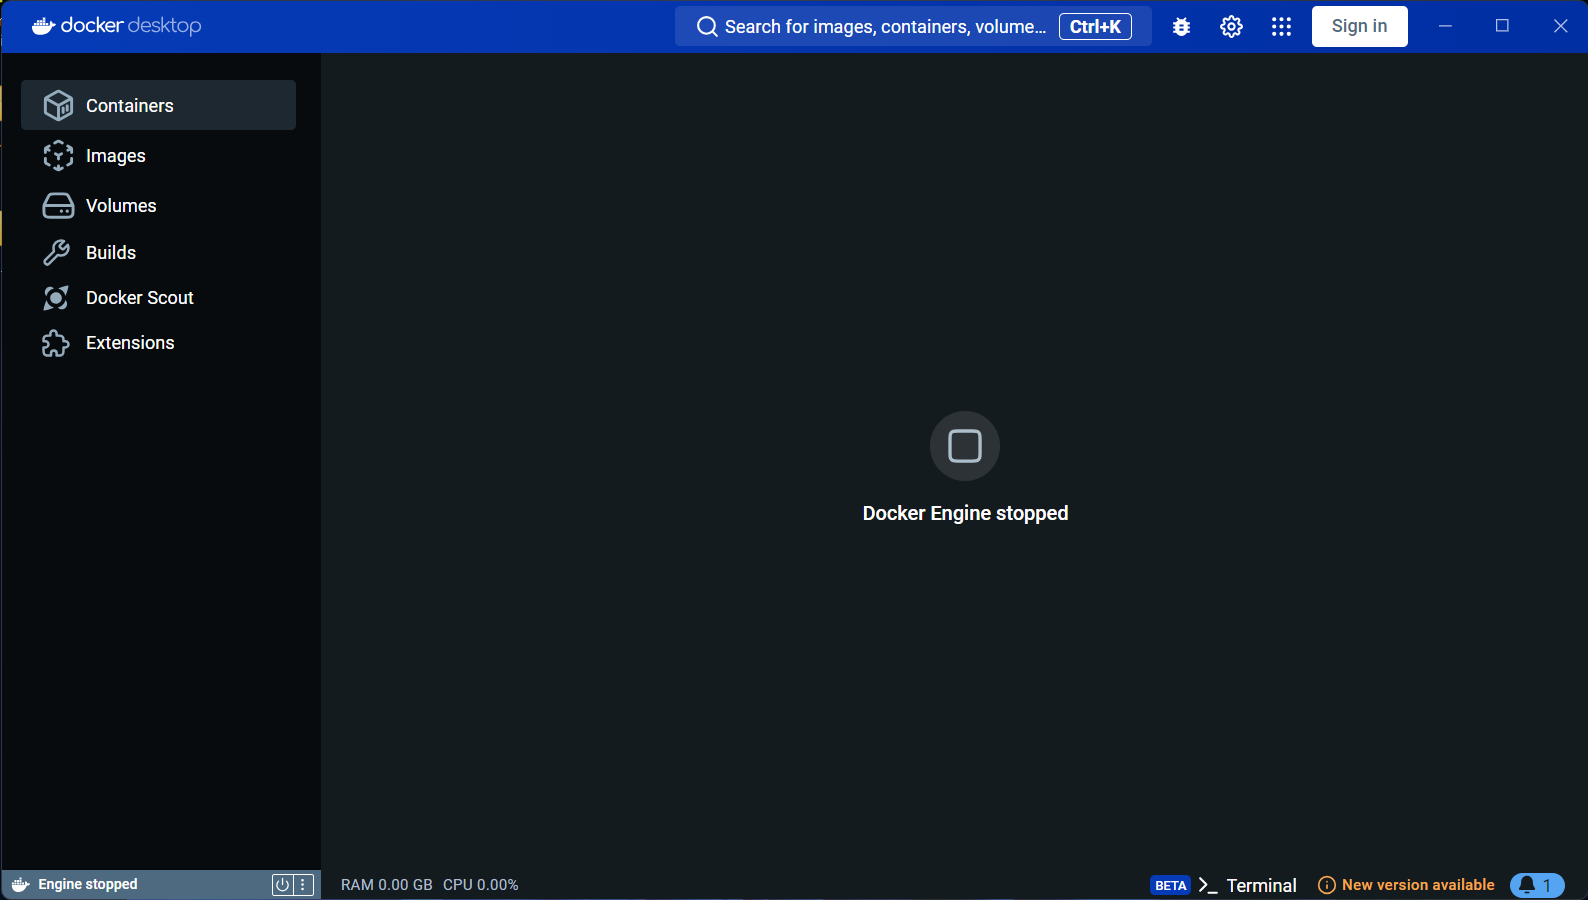 docker desktop
Search for images, containers, volume... Ctrl+K
Sign in
Containers
Images
Volumes
Builds
Docker Scout
Extensions
Docker Engine stopped
Engine stopped
RAM 0.00 GB CPU 0.00%
BETA >_ Terminal
New version available
1